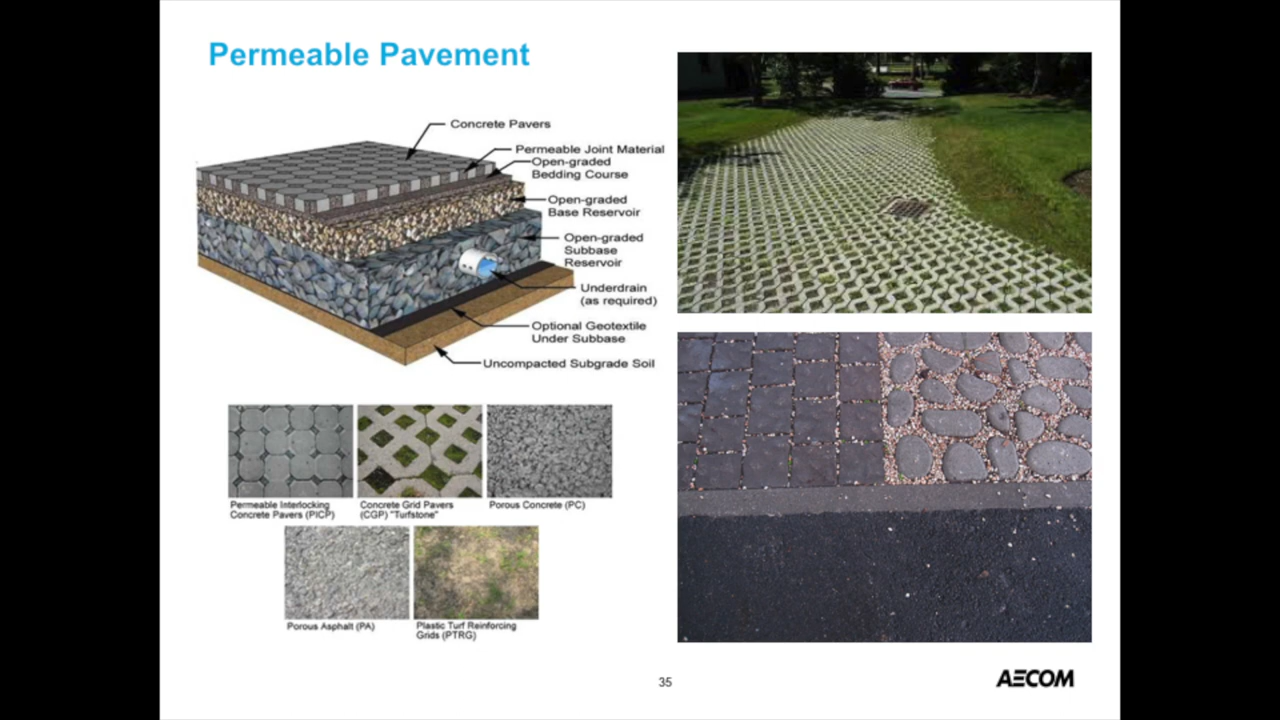 Permeable Pavement
Concrete Pavers
Permeable Joint Material
Open-graded
Bedding Course
Open-graded
Base Reservoir
Open-graded
Subbase
Reservoir
Underdrain
(as required)
Optional Geotextile
Under Subbase
Uncompacted Subgrade Soil
Permeable Interlocking
Concrete Pavers (PICP)
Concrete Grid Pavers
(CGP) "Turfstone"
Porous Concrete (PC)
Porous Asphalt (PA)
Plastic Turf Reinforcing
Grids (PTRG)
35
AECOM